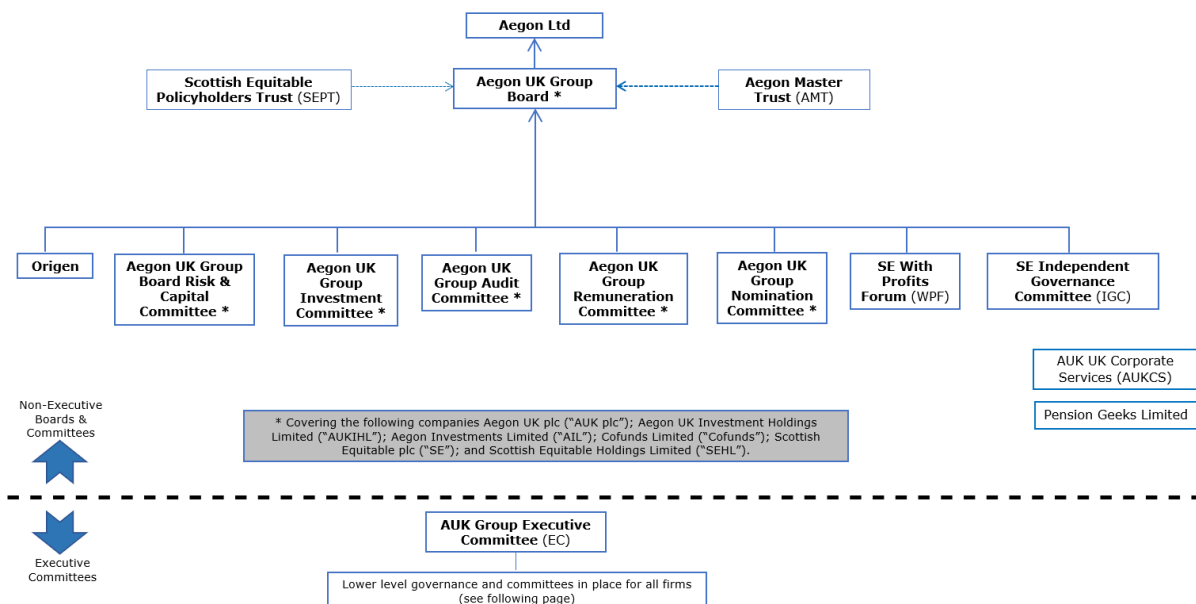 Aegon Ltd
Scottish Equitable
Policyholders Trust (SEPT)
Aegon UK Group
Board *
Aegon Master
Trust (AMT)
Origen
Aegon UK Group
Board Risk &
Capital
Committee *
Aegon UK
Group
Investment
Committee *
Aegon UK
Group Audit
Committee *
Aegon UK
Group
Remuneration
Committee *
Aegon UK
Group
Nomination
Committee *
SE With
Profits
Forum (WPF)
SE Independent
Governance
Committee (IGC)
AUK UK Corporate
Services (AUKCS)
Pension Geeks Limited
Non-Executive
Boards &
Committees
* Covering the following companies Aegon UK plc (“AUK plc”); Aegon UK Investment Holdings
Limited (“AUKIHL”); Aegon Investments Limited (“AIL”); Cofunds Limited (“Cofunds”); Scottish
Equitable plc (“SE”); and Scottish Equitable Holdings Limited (“SEHL”).
Executive
Committees
AUK Group Executive
Committee (EC)
Lower level governance and committees in place for all firms
(see following page)